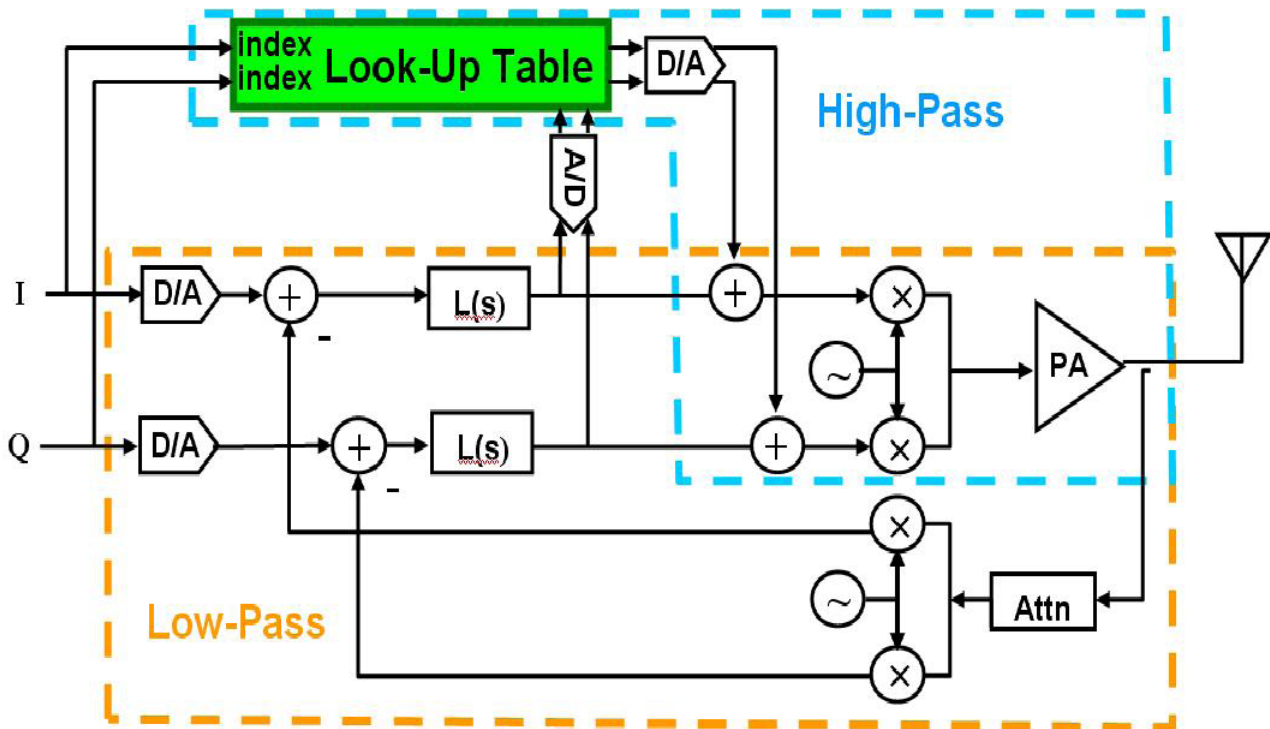 index
index
Look-Up Table
D/A
High-Pass
A/D
I
D/A
+
L(s)
+
×
-
~
PA
Q
D/A
+
L(s)
+
×
-
×
~
Attn
Low-Pass
×